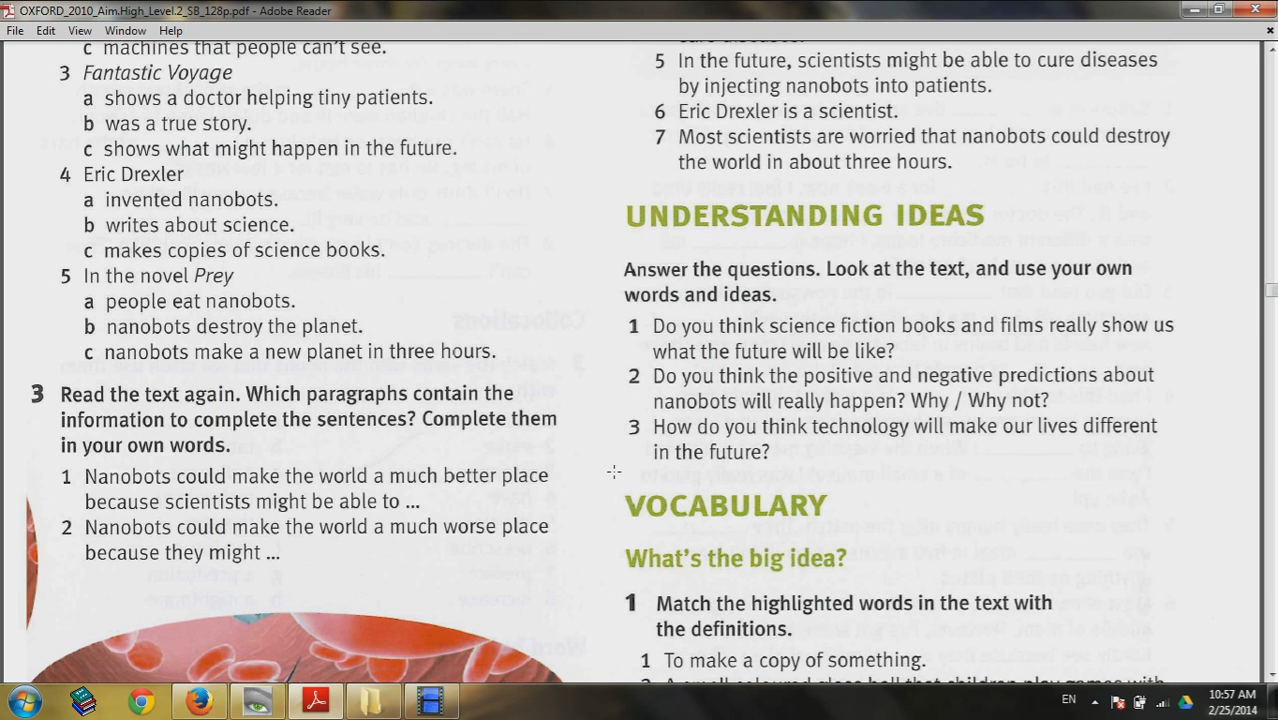 OXFORD_2010_Aim.High_Level.2_SB_128p.pdf - Adobe Reader
File Edit View Window Help
c machines that people can't see.
3 Fantastic Voyage
a shows a doctor helping tiny patients.
b was a true story.
c shows what might happen in the future.
4 Eric Drexler
a invented nanobots.
b writes about science.
c makes copies of science books.
5 In the novel Prey
a people eat nanobots.
b nanobots destroy the planet.
c nanobots make a new planet in three hours.
3 Read the text again. Which paragraphs contain the
information to complete the sentences? Complete them
in your own words.
1 Nanobots could make the world a much better place
because scientists might be able to ...
2 Nanobots could make the world a much worse place
because they might ...
5 In the future, scientists might be able to cure diseases
by injecting nanobots into patients.
6 Eric Drexler is a scientist.
7 Most scientists are worried that nanobots could destroy
the world in about three hours.
UNDERSTANDING IDEAS
Answer the questions. Look at the text, and use your own
words and ideas.
1 Do you think science fiction books and films really show us
what the future will be like?
2 Do you think the positive and negative predictions about
nanobots will really happen? Why / Why not?
3 How do you think technology will make our lives different
in the future?
VOCABULARY
What's the big idea?
1 Match the highlighted words in the text with
the definitions.
1 To make a copy of something.
A small coloured glass ball that children play games with
EN
10:57 AM
2/25/2014